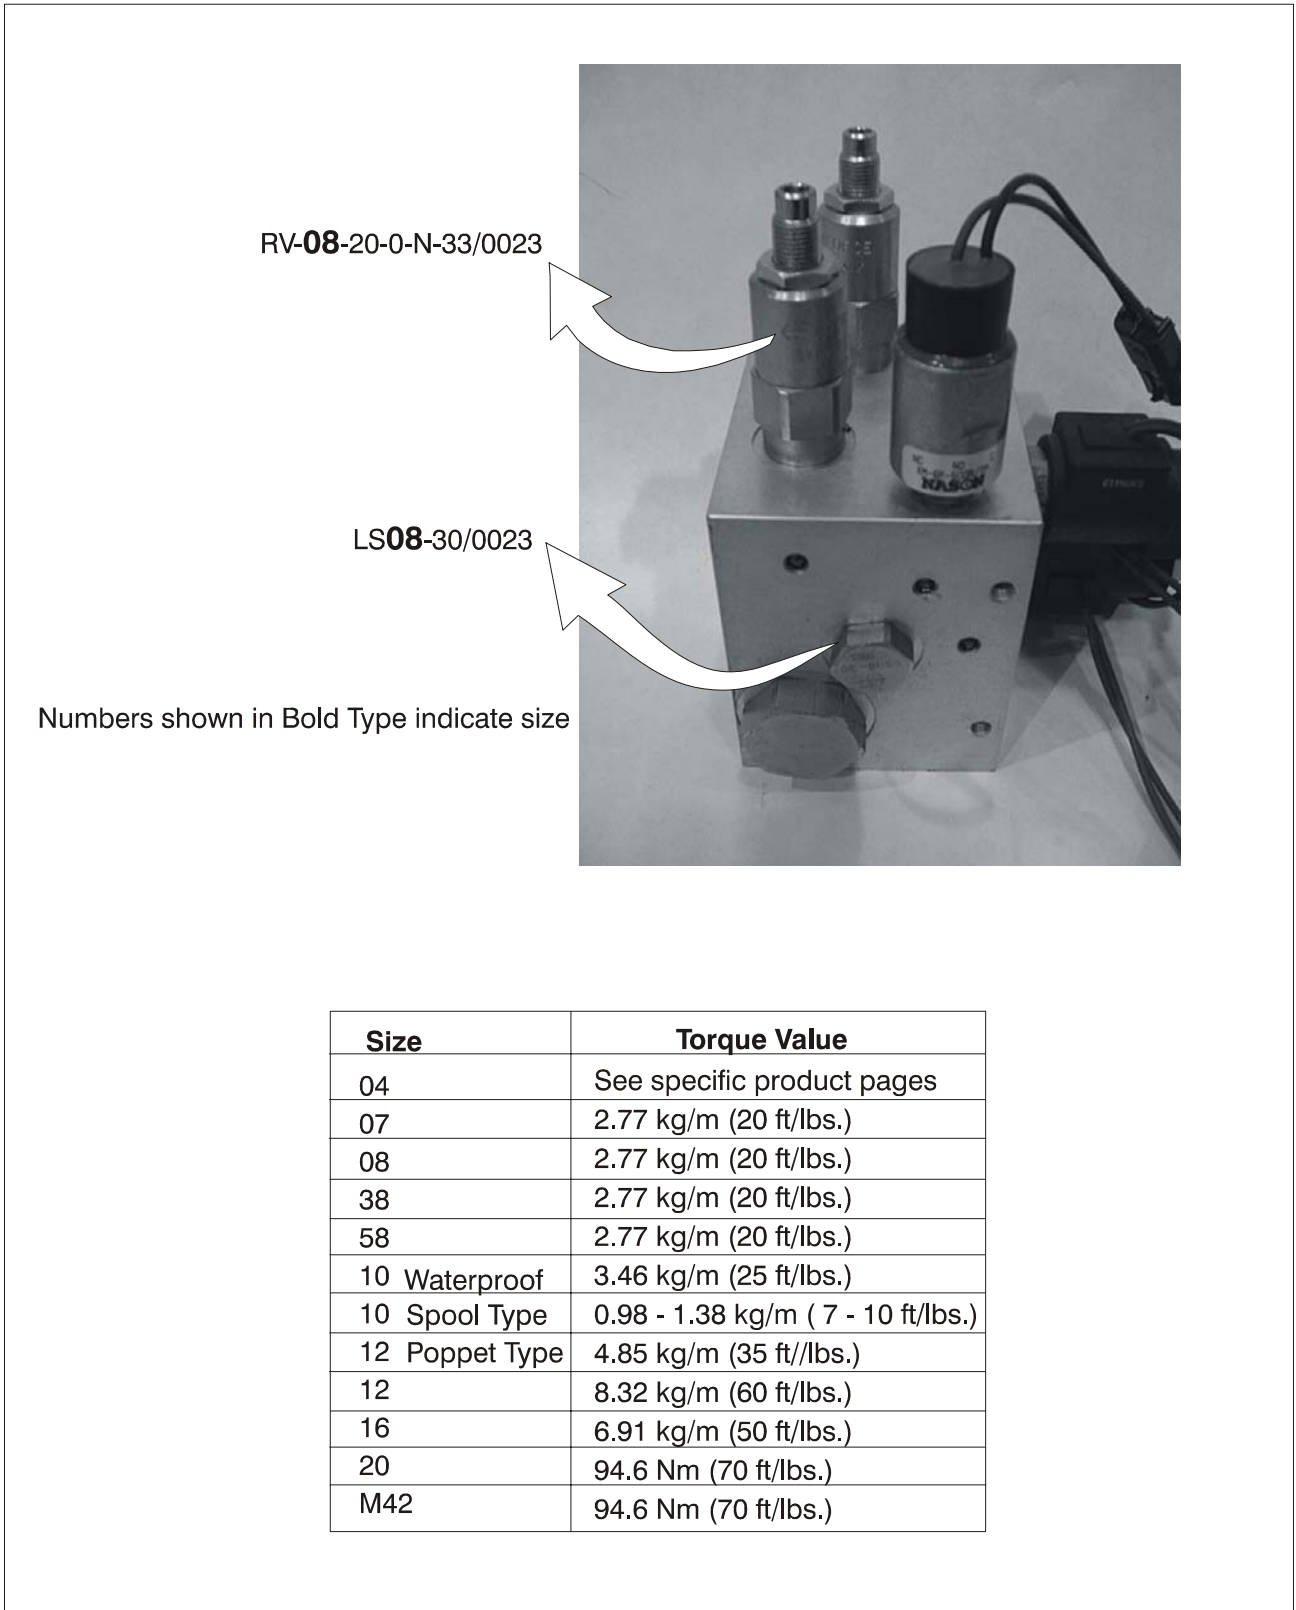 RV-08-20-0-N-33/0023
LS08-30/0023
Numbers shown in Bold Type indicate size
NASON
Size Torque Value
04 See specific product pages
07 2.77 kg/m (20 ft/lbs.)
08 2.77 kg/m (20 ft/lbs.)
38 2.77 kg/m (20 ft/lbs.)
58 2.77 kg/m (20 ft/lbs.)
10 Waterproof 3.46 kg/m (25 ft/lbs.)
10 Spool Type 0.98 - 1.38 kg/m ( 7 - 10 ft/lbs.)
12 Poppet Type 4.85 kg/m (35 ft//lbs.)
12 8.32 kg/m (60 ft/lbs.)
16 6.91 kg/m (50 ft/lbs.)
20 94.6 Nm (70 ft/lbs.)
M42 94.6 Nm (70 ft/lbs.)